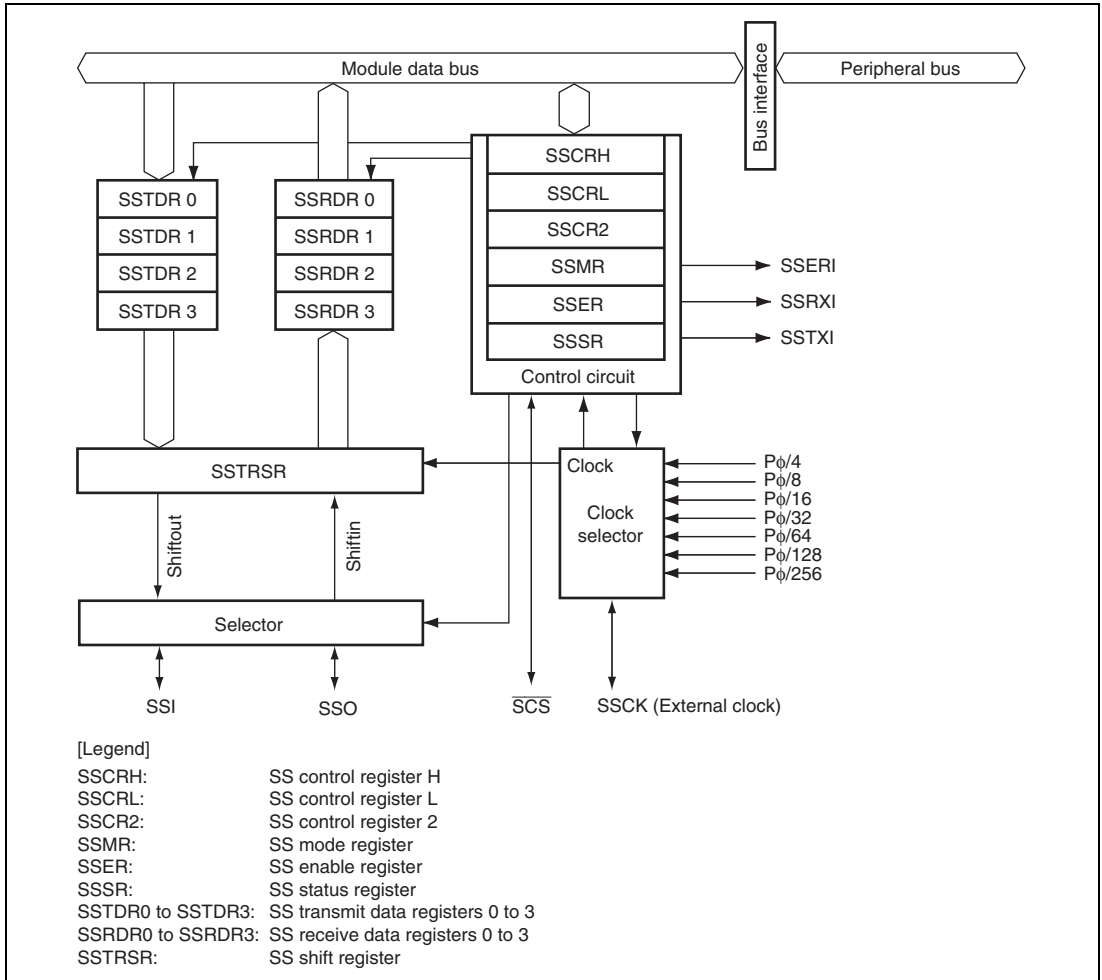 Module data bus
Bus interface
Peripheral bus
SSTDR 0
SSTDR 1
SSTDR 2
SSTDR 3
SSRDR 0
SSRDR 1
SSRDR 2
SSRDR 3
SSCRH
SSCRL
SSCR2
SSMR
SSER
SSSR
Control circuit
SSERI
SSRXI
SSTXI
SSTRSR
Clock
Clock
selector
Pϕ/4
Pϕ/8
Pϕ/16
Pϕ/32
Pϕ/64
Pϕ/128
Pϕ/256
Shiftout
Shiftin
Selector
SSI
SSO
S̅C̅S̅
SSCK (External clock)
[Legend]
SSCRH: SS control register H
SSCRL: SS control register L
SSCR2: SS control register 2
SSMR: SS mode register
SSER: SS enable register
SSSR: SS status register
SSTDR0 to SSTDR3: SS transmit data registers 0 to 3
SSRDR0 to SSRDR3: SS receive data registers 0 to 3
SSTRSR: SS shift register